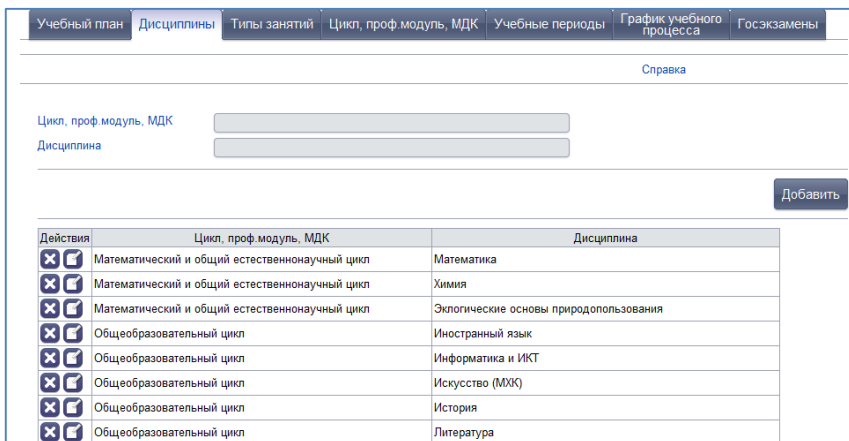 Учебный план Дисциплины Типы занятий Цикл, проф.модуль, МДК Учебные периоды График учебного процесса Госэкзамены
Справка
Цикл, проф.модуль, МДК
Дисциплина
Добавить
Действия Цикл, проф.модуль, МДК Дисциплина
Математический и общий естественнонаучный цикл Математика
Математический и общий естественнонаучный цикл Химия
Математический и общий естественнонаучный цикл Эклогические основы природопользования
Общеобразовательный цикл Иностранный язык
Общеобразовательный цикл Информатика и ИКТ
Общеобразовательный цикл Искусство (МХК)
Общеобразовательный цикл История
Общеобразовательный цикл Литература